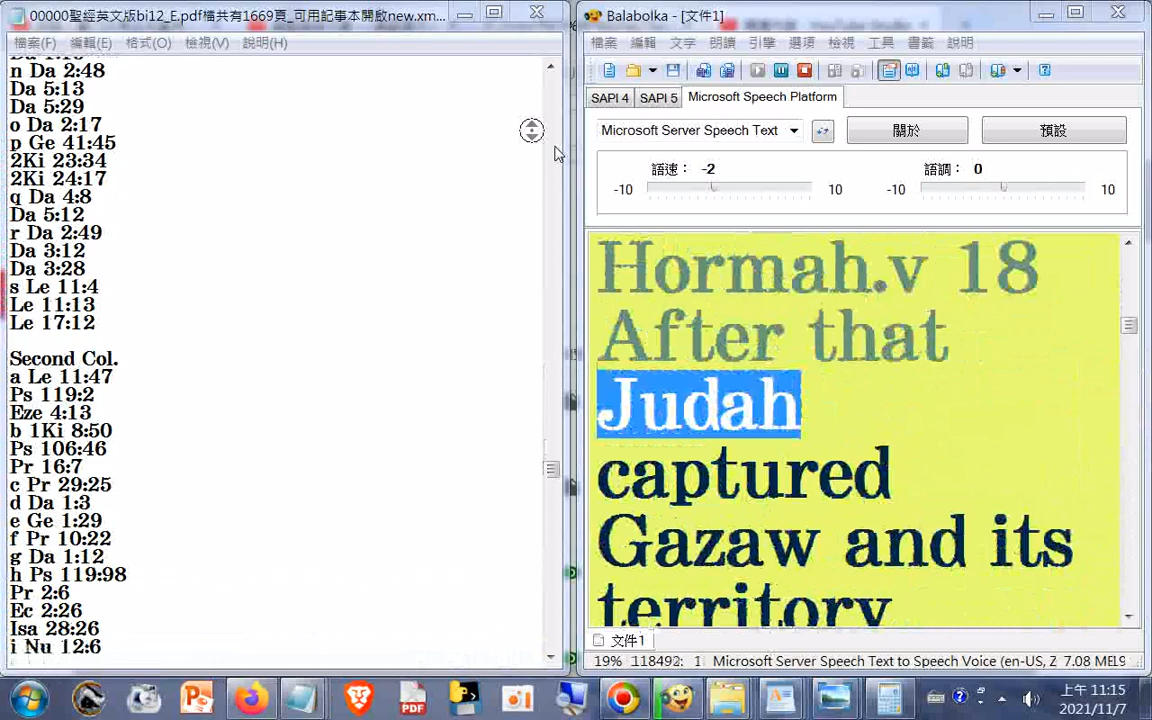 00000聖經英文版bi12_E.pdf檔共有1669頁_可用記事本開啟new.xm...
檔案(F) 編輯(E) 格式(O) 檢視(V) 說明(H)
n Da 2:48
Da 5:13
Da 5:29
o Da 2:17
p Ge 41:45
2Ki 23:34
2Ki 24:17
q Da 4:8
Da 5:12
r Da 2:49
Da 3:12
Da 3:28
s Le 11:4
Le 11:13
Le 17:12
Second Col.
a Le 11:47
Ps 119:2
Eze 4:13
b 1Ki 8:50
Ps 106:46
Pr 16:7
c Pr 29:25
d Da 1:3
e Ge 1:29
f Pr 10:22
g Da 1:12
h Ps 119:98
Pr 2:6
Ec 2:26
Isa 28:26
i Nu 12:6
Balabolka - [文件1]
檔案 編輯 文字 朗讀 引擎 選項 檢視 工具 書籤 說明
SAPI 4 SAPI 5 Microsoft Speech Platform
Microsoft Server Speech Text 關於 預設
語速： -2 語調： 0
-10 10 -10 10
Hormah.v 18
After that
Judah
captured
Gazaw and its
territory
文件1
19% 118492: 1 Microsoft Server Speech Text to Speech Voice (en-US, Z 7.08 МБ19%
PDF
上午 11:15
2021/11/7